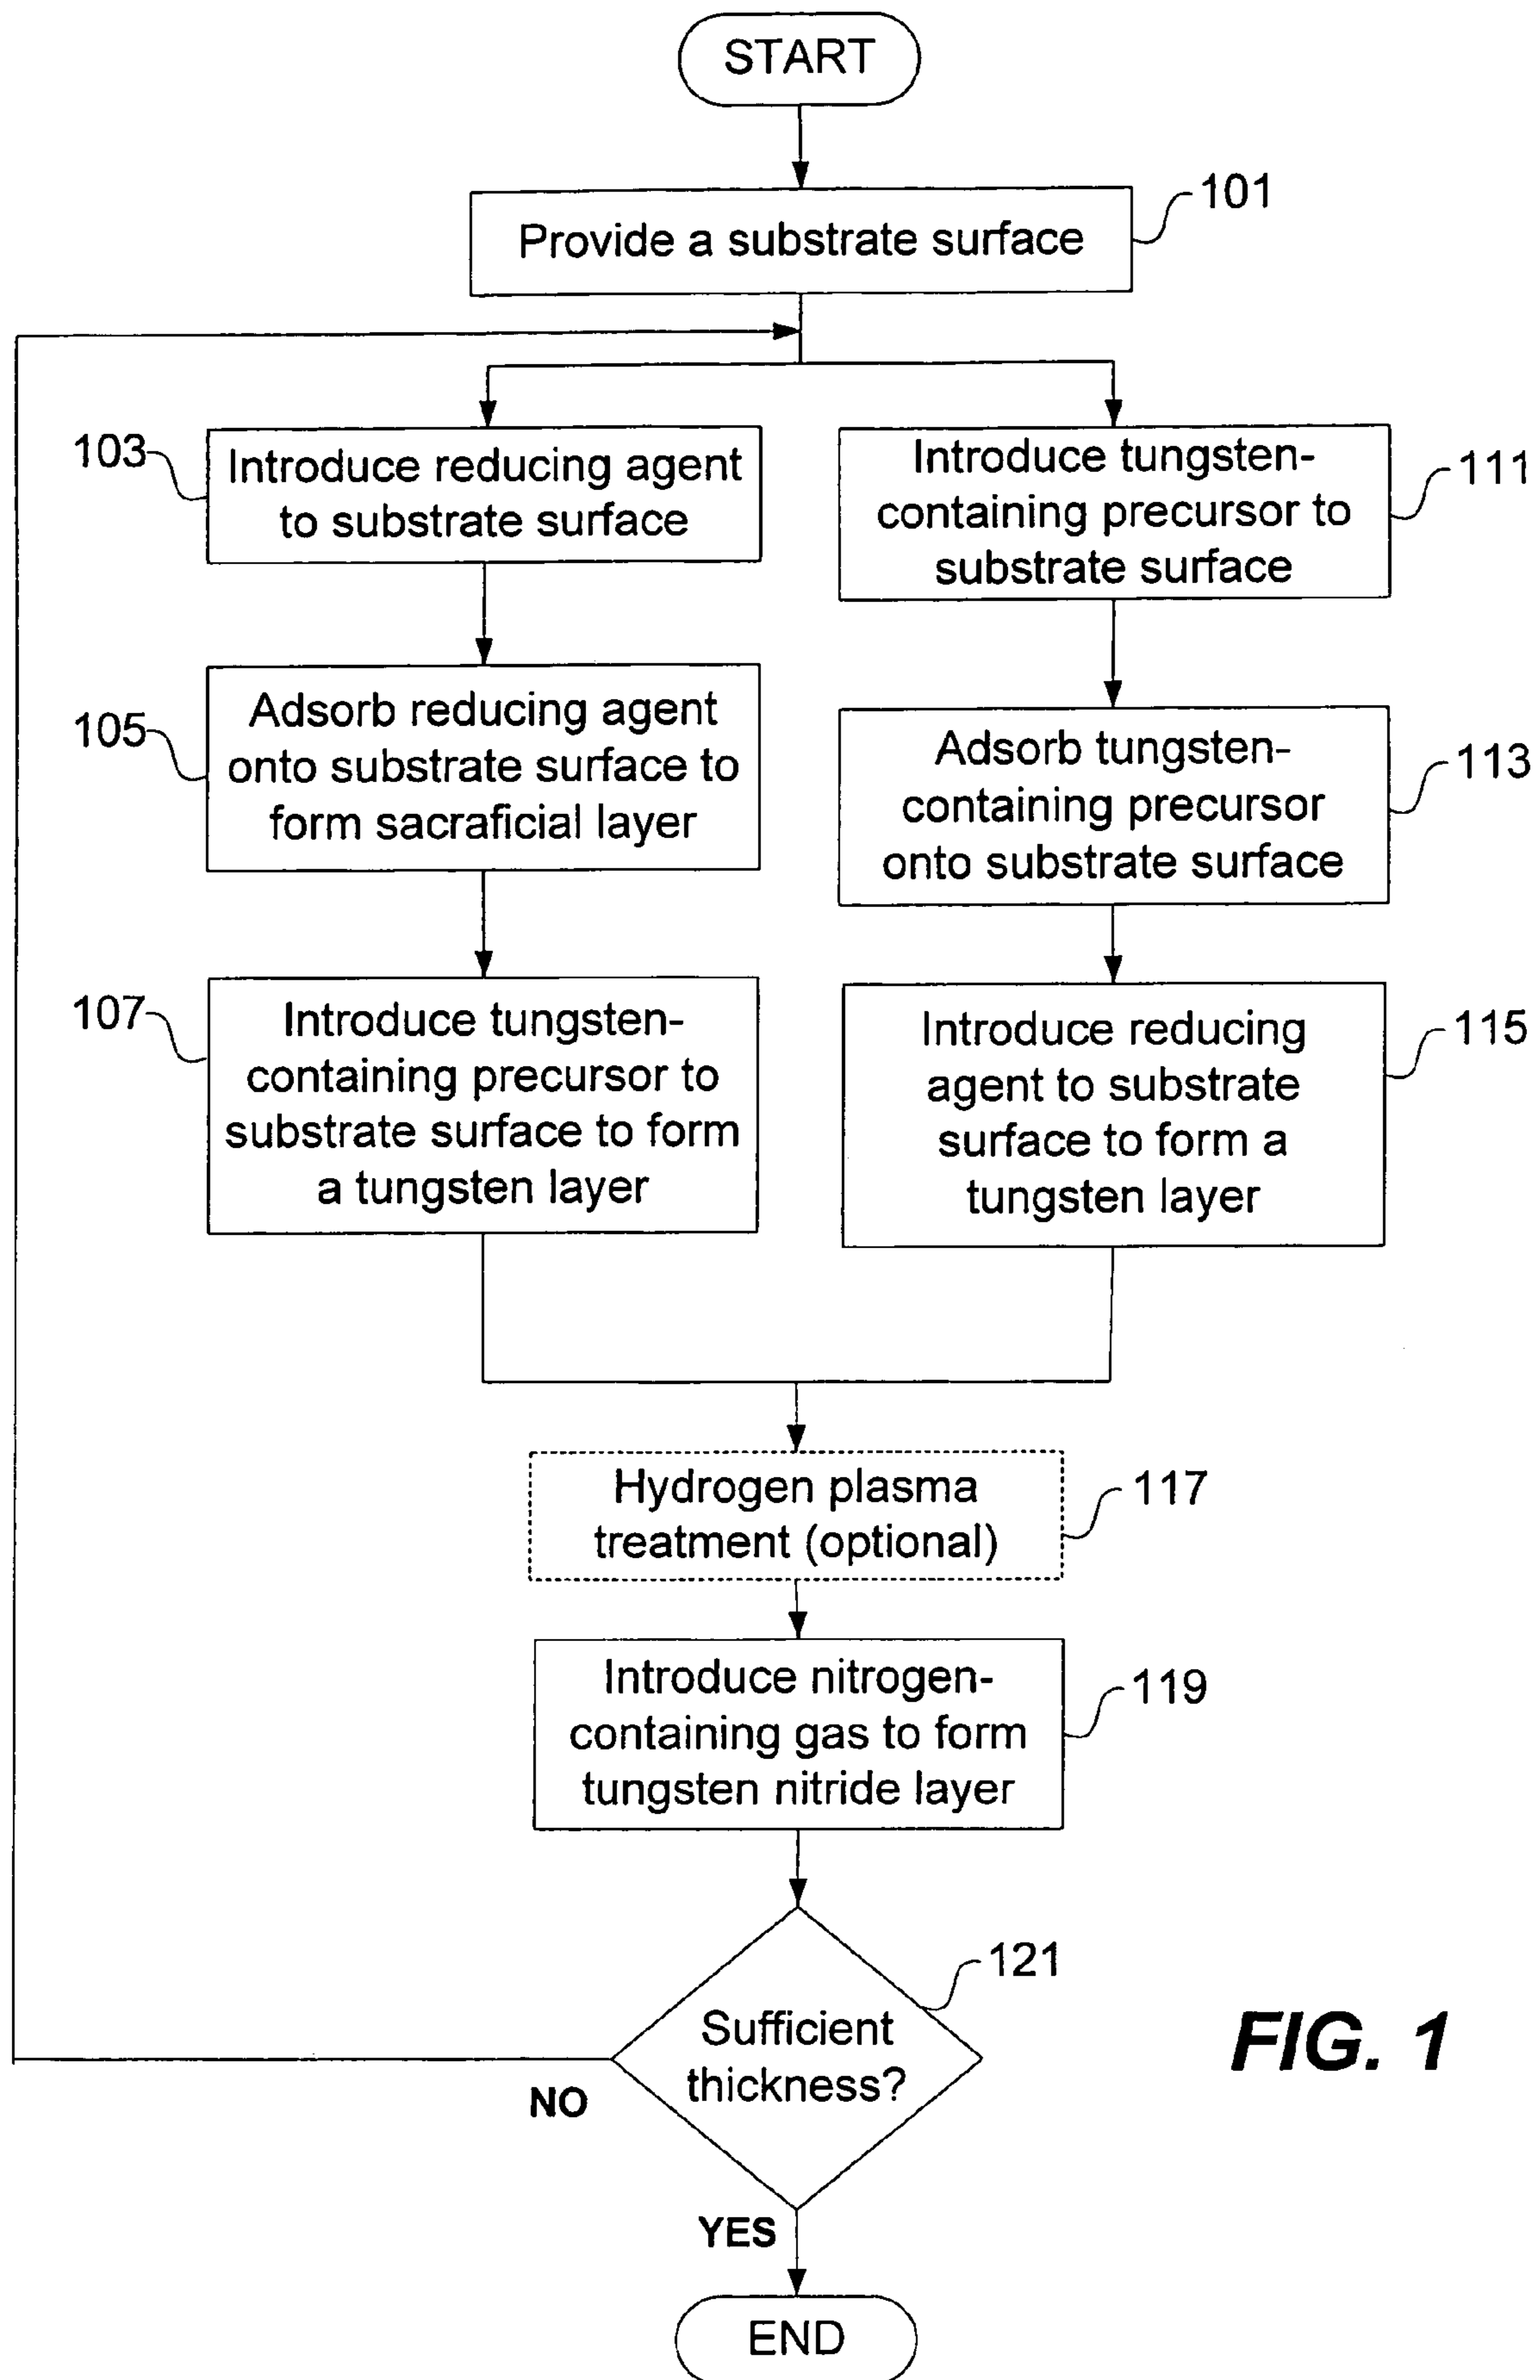 START
Provide a substrate surface
101
103
Introduce reducing agent
to substrate surface
105
Adsorb reducing agent
onto substrate surface to
form sacraficial layer
107
Introduce tungsten-
containing precursor to
substrate surface to form
a tungsten layer
Introduce tungsten-
containing precursor to
substrate surface
111
Adsorb tungsten-
containing precursor
onto substrate surface
113
Introduce reducing
agent to substrate
surface to form a
tungsten layer
115
Hydrogen plasma
treatment (optional)
117
Introduce nitrogen-
containing gas to form
tungsten nitride layer
119
121
Sufficient
thickness?
NO
YES
END
FIG. 1